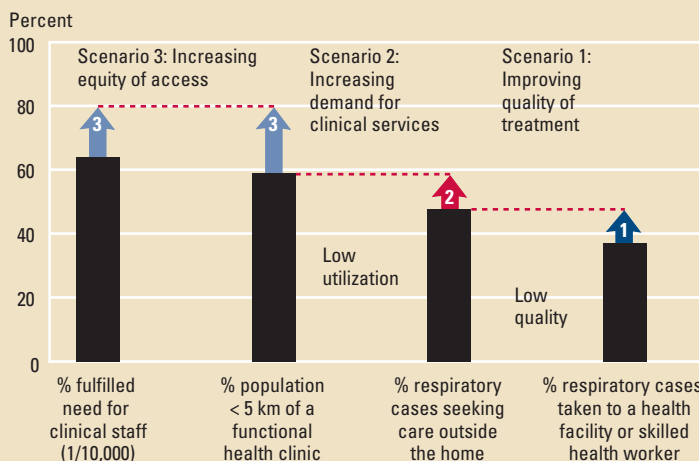 Percent
100
80
60
40
20
0
Scenario 3: Increasing
equity of access
Scenario 2:
Increasing
demand for
clinical services
Scenario 1:
Improving
quality of
treatment
3
3
2
1
Low
utilization
Low
quality
% fulfilled
need for
clinical staff
(1/10,000)
% population
< 5 km of a
functional
health clinic
% respiratory
cases seeking
care outside
the home
% respiratory cases
taken to a health
facility or skilled
health worker